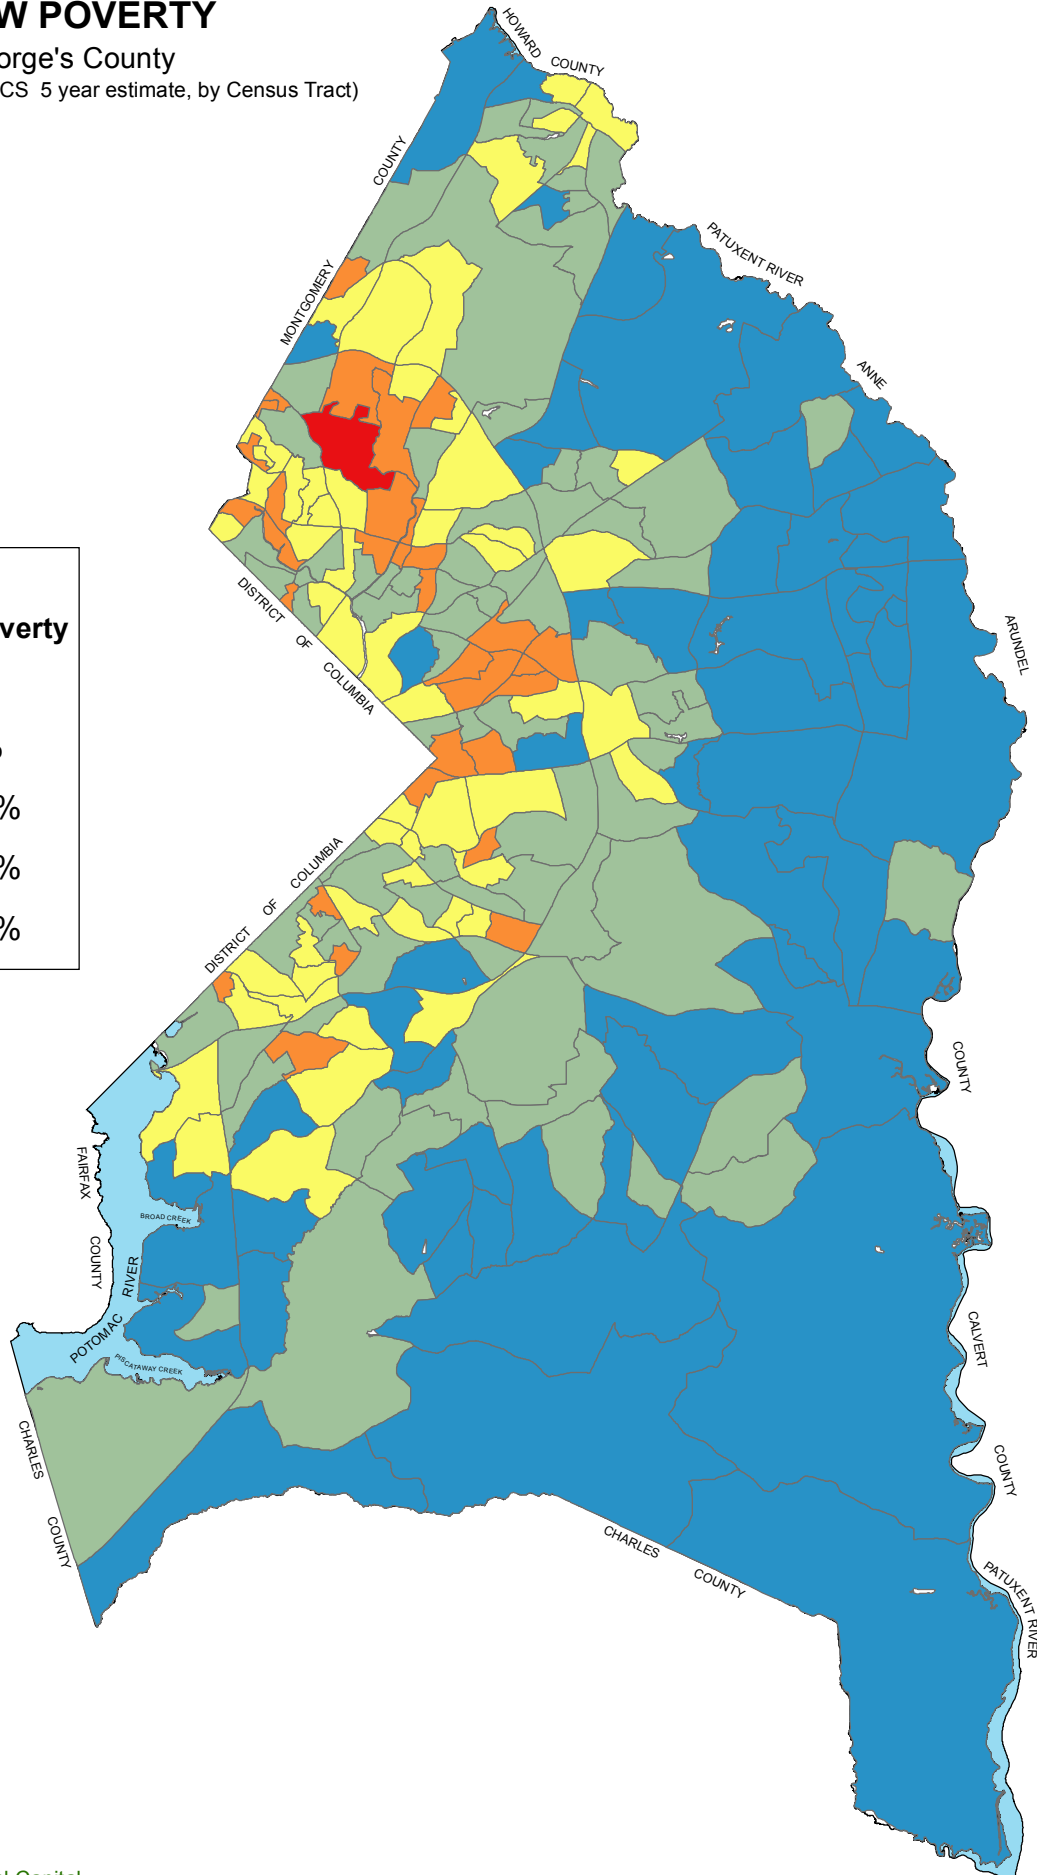 W POVERTY
orge's County
CS 5 year estimate, by Census Tract)
HOWARD COUNTY
MONTGOMERY COUNTY
PATUXENT RIVER
ANNE ARUNDEL COUNTY
verty
%
%
%
DISTRICT OF COLUMBIA
DISTRICT OF COLUMBIA
FAIRFAX COUNTY
BROAD CREEK
POTOMAC RIVER
PISCATAWAY CREEK
CALVERT COUNTY
CHARLES COUNTY
CHARLES COUNTY
PATUXENT RIVER